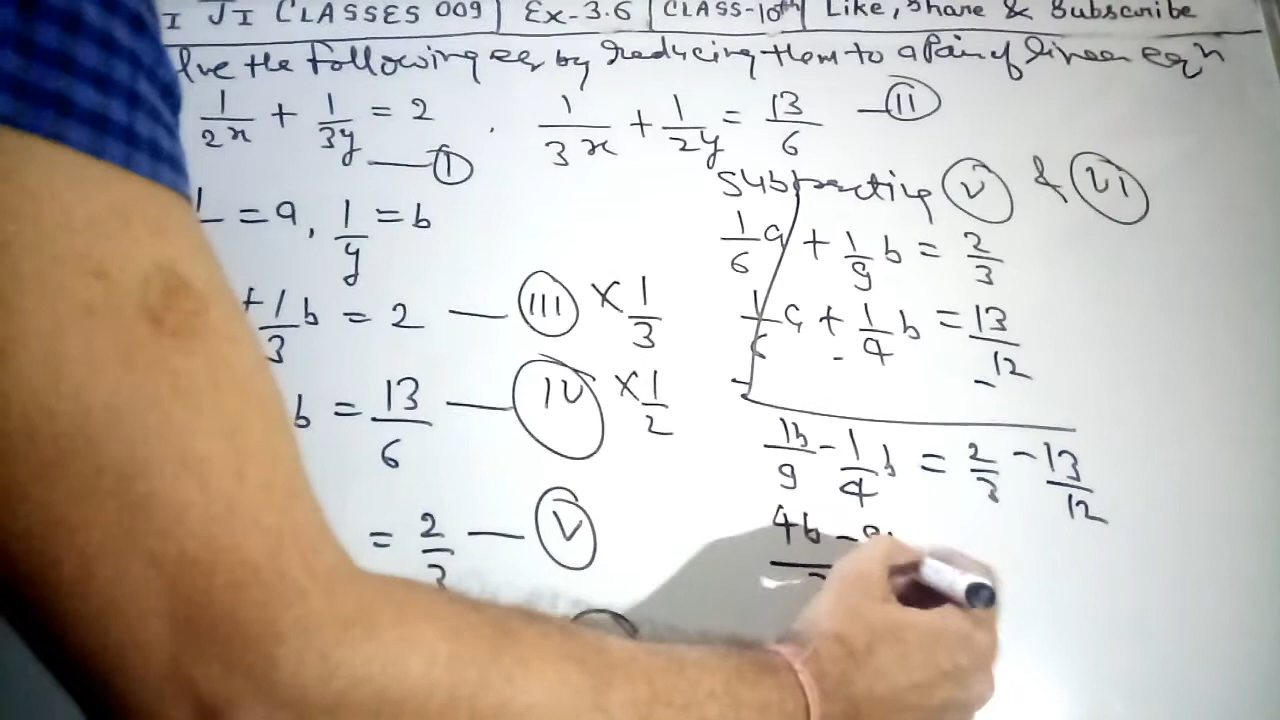 I JI CLASSES 009 | Ex-3.6 | CLASS-10th | Like, Share & Subscribe
lve the following eq by reducing them to a Pair of linear eqn
1/2x + 1/3y = 2 —(I) , 1/3x + 1/2y = 13/6 —(II)
= a, 1/y = b
+ 1/3 b = 2 —(III) × 1/3
b = 13/6 —(IV) × 1/2
= 2/3 —(V)
Subtracting (V) & (VI)
1/6 a + 1/9 b = 2/3
1/6 a + 1/4 b = 13/12
- - -
1b/9 - 1/4 b = 2/3 - 13/12
4b -